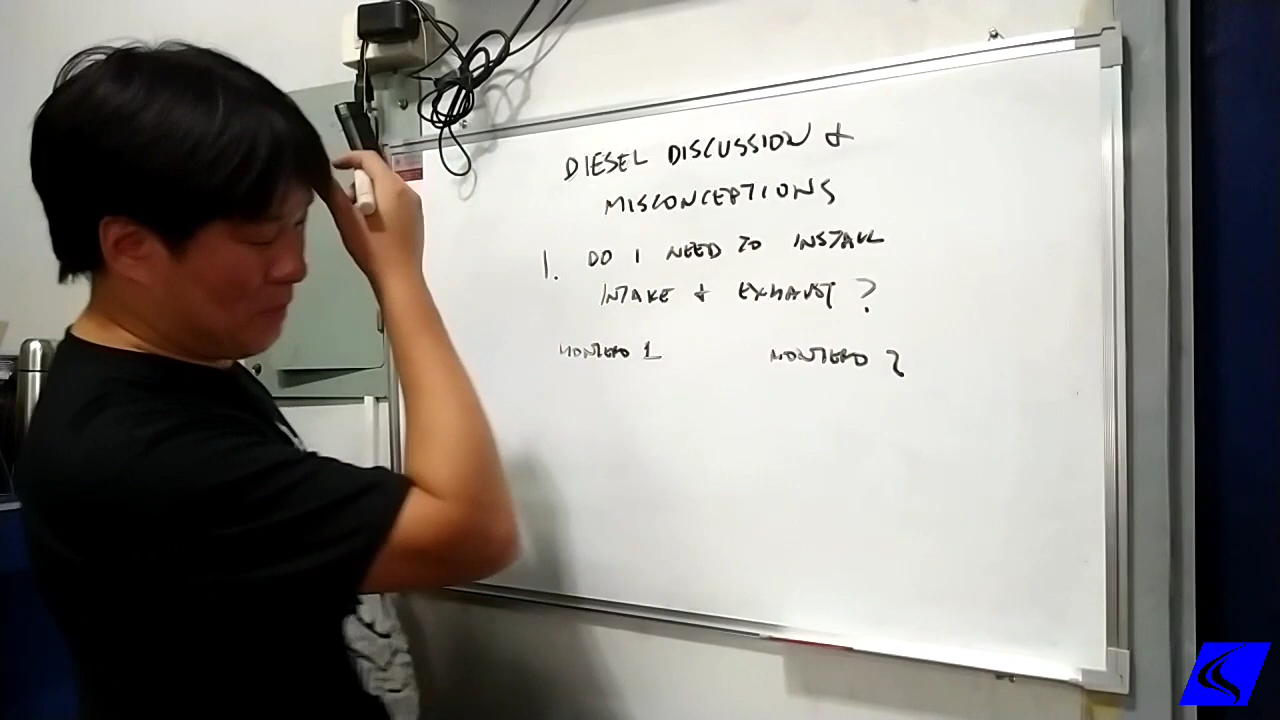 DIESEL DISCUSSION &
MISCONCEPTIONS
1. DO I NEED TO INSTALL
INTAKE & EXHAUST ?
MONTERO 1 MONTERO 2